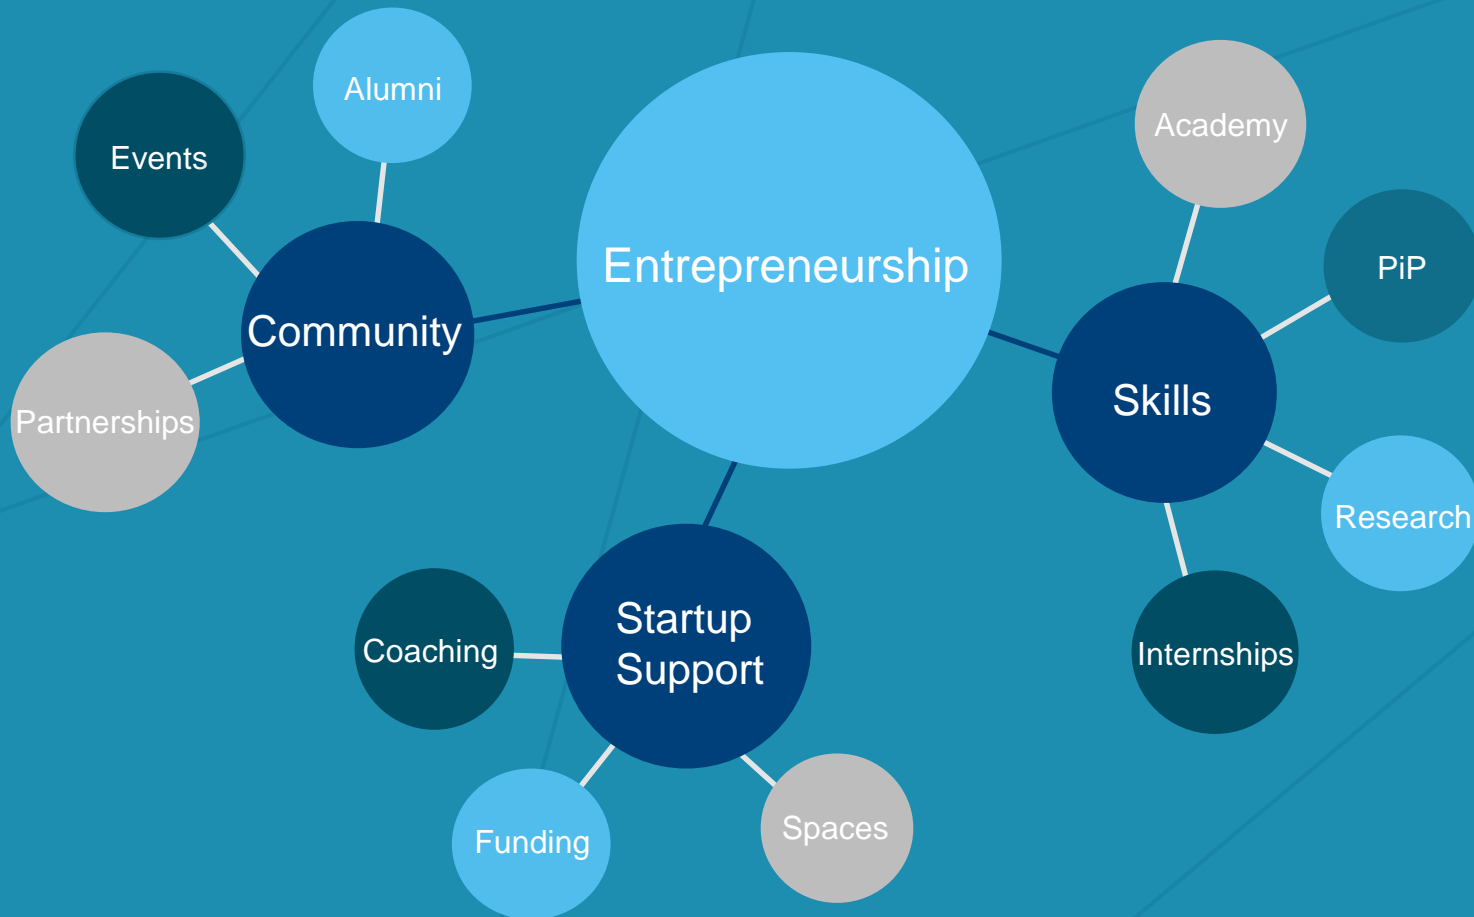 Entrepreneurship
Community
Alumni
Events
Partnerships
Startup
Support
Coaching
Funding
Spaces
Skills
Academy
PiP
Research
Internships